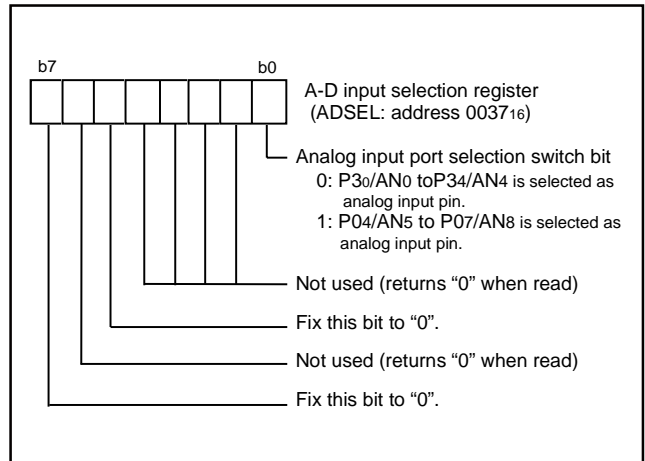 b7 b0
A-D input selection register
(ADSEL: address 003716)
Analog input port selection switch bit
0: P30/AN0 toP34/AN4 is selected as
analog input pin.
1: P04/AN5 to P07/AN8 is selected as
analog input pin.
Not used (returns “0” when read)
Fix this bit to “0”.
Not used (returns “0” when read)
Fix this bit to “0”.